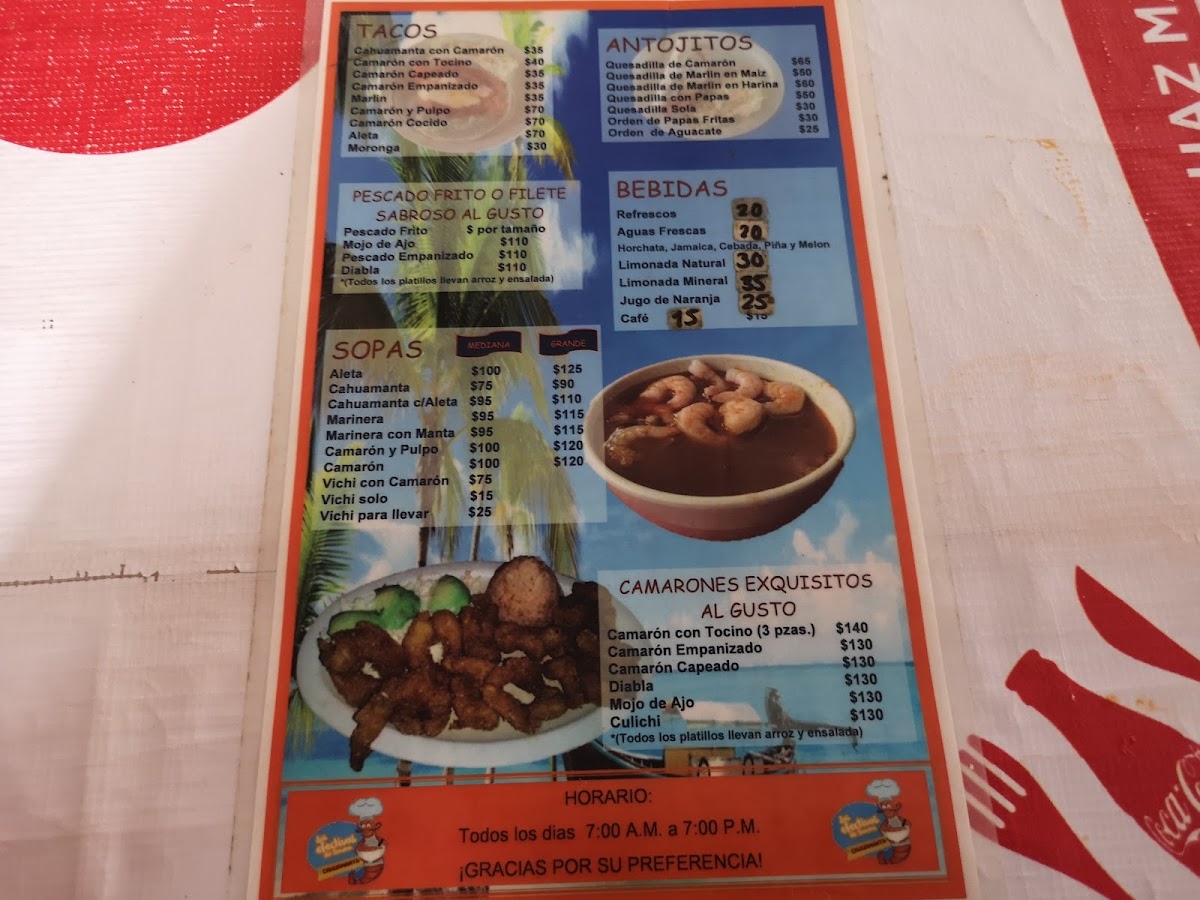 TACOS
Cahuamanta con Camarón $35
Camarón con Tocino $40
Camarón Capeado $35
Camarón Empanizado $35
Marlin $35
Camarón y Pulpo $70
Camarón Cocido $70
Aleta $70
Moronga $30
ANTOJITOS
Quesadilla de Camarón $65
Quesadilla de Marlin en Maiz $50
Quesadilla de Marlin en Harina $60
Quesadilla con Papas $50
Quesadilla Sola $30
Orden de Papas Fritas $30
Orden de Aguacate $25
PESCADO FRITO O FILETE
SABROSO AL GUSTO
Pescado Frito $ por tamaño
Mojo de Ajo $110
Pescado Empanizado $110
Diabla $110
*(Todos los platillos llevan arroz y ensalada)
BEBIDAS
Refrescos 20
Aguas Frescas 20
Horchata, Jamaica, Cebada, Piña y Melon
Limonada Natural 30
Limonada Mineral 35
Jugo de Naranja 25
Café 15 $15
SOPAS MEDIANA GRANDE
Aleta $100 $125
Cahuamanta $75 $90
Cahuamanta c/Aleta $95 $110
Marinera $95 $115
Marinera con Manta $95 $115
Camarón y Pulpo $100 $120
Camarón $100 $120
Vichi con Camarón $75
Vichi solo $15
Vichi para llevar $25
CAMARONES EXQUISITOS
AL GUSTO
Camarón con Tocino (3 pzas.) $140
Camarón Empanizado $130
Camarón Capeado $130
Diabla $130
Mojo de Ajo $130
Culichi $130
*(Todos los platillos llevan arroz y ensalada)
HORARIO:
Todos los dias 7:00 A.M. a 7:00 P.M.
¡GRACIAS POR SU PREFERENCIA!
HAZ
Coca